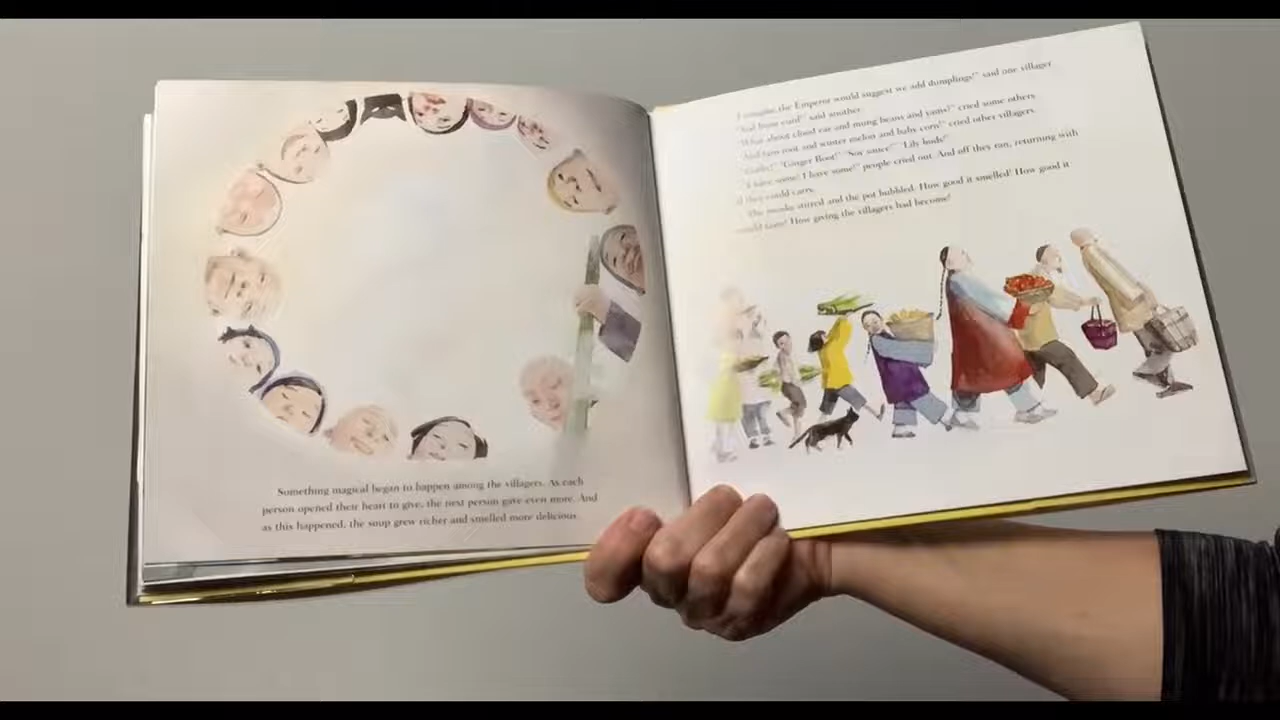 Something magical began to happen among the villagers. As each
person opened their heart to give, the next person gave even more. And
as this happened, the soup grew richer and smelled more delicious.
"I imagine the Emperor would suggest we add dumplings!" said one villager.
"And bean curd!" said another.
"What about cloud ear and mung beans and yams?" cried some others.
"And taro root and winter melon and baby corn!" cried other villagers.
"Garlic!" "Ginger Root!" "Soy sauce!" "Lily buds!"
"I have some! I have some!" people cried out. And off they ran, returning with
all they could carry.
The monks stirred and the pot bubbled. How good it smelled! How good it
would taste! How giving the villagers had become!